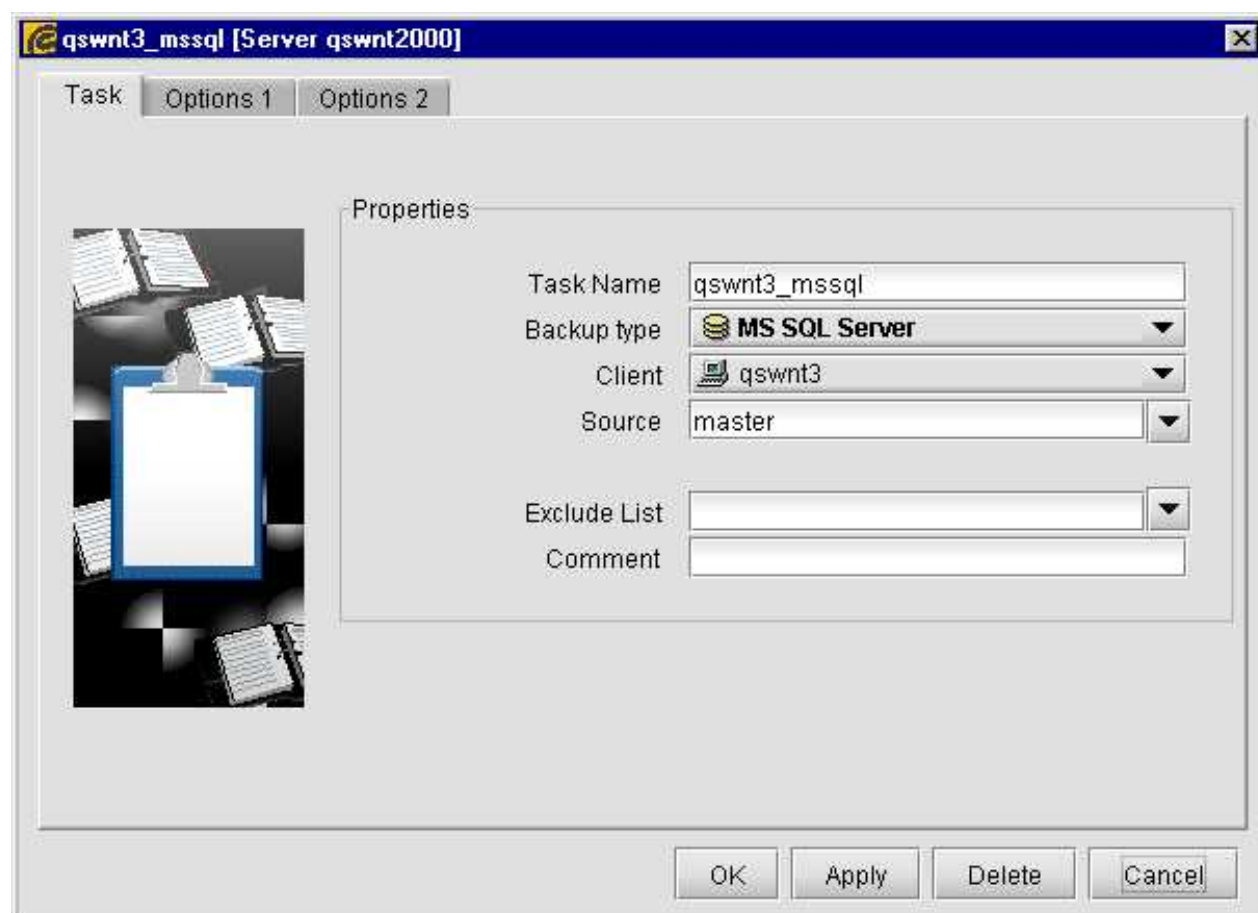 qswnt3_mssql [Server qswnt2000]
Task Options 1 Options 2
Properties
Task Name qswnt3_mssql
Backup type MS SQL Server
Client qswnt3
Source master
Exclude List
Comment
OK Apply Delete Cancel